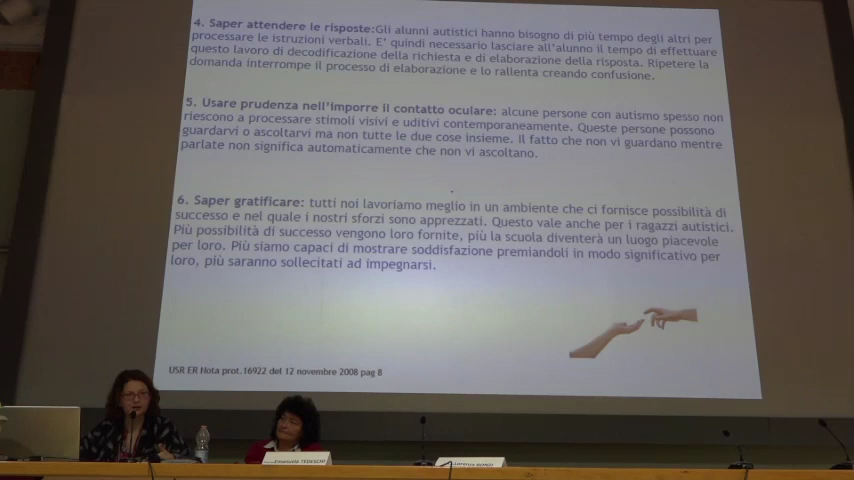 4. Saper attendere le risposte:Gli alunni autistici hanno bisogno di più tempo degli altri per
processare le istruzioni verbali. E' quindi necessario lasciare all'alunno il tempo di effettuare
questo lavoro di decodificazione della richiesta e di elaborazione della risposta. Ripetere la
domanda interrompe il processo di elaborazione e lo rallenta creando confusione.
5. Usare prudenza nell'imporre il contatto oculare: alcune persone con autismo spesso non
riescono a processare stimoli visivi e uditivi contemporaneamente. Queste persone possono
guardarvi o ascoltarvi ma non tutte le due cose insieme. Il fatto che non vi guardano mentre
parlate non significa automaticamente che non vi ascoltano.
6. Saper gratificare: tutti noi lavoriamo meglio in un ambiente che ci fornisce possibilità di
successo e nel quale i nostri sforzi sono apprezzati. Questo vale anche per i ragazzi autistici.
Più possibilità di successo vengono loro fornite, più la scuola diventerà un luogo piacevole
per loro. Più siamo capaci di mostrare soddisfazione premiandoli in modo significativo per
loro, più saranno sollecitati ad impegnarsi.
USR ER Nota prot.16922 del 12 novembre 2008 pag 8
Emanuela TEDESCHI